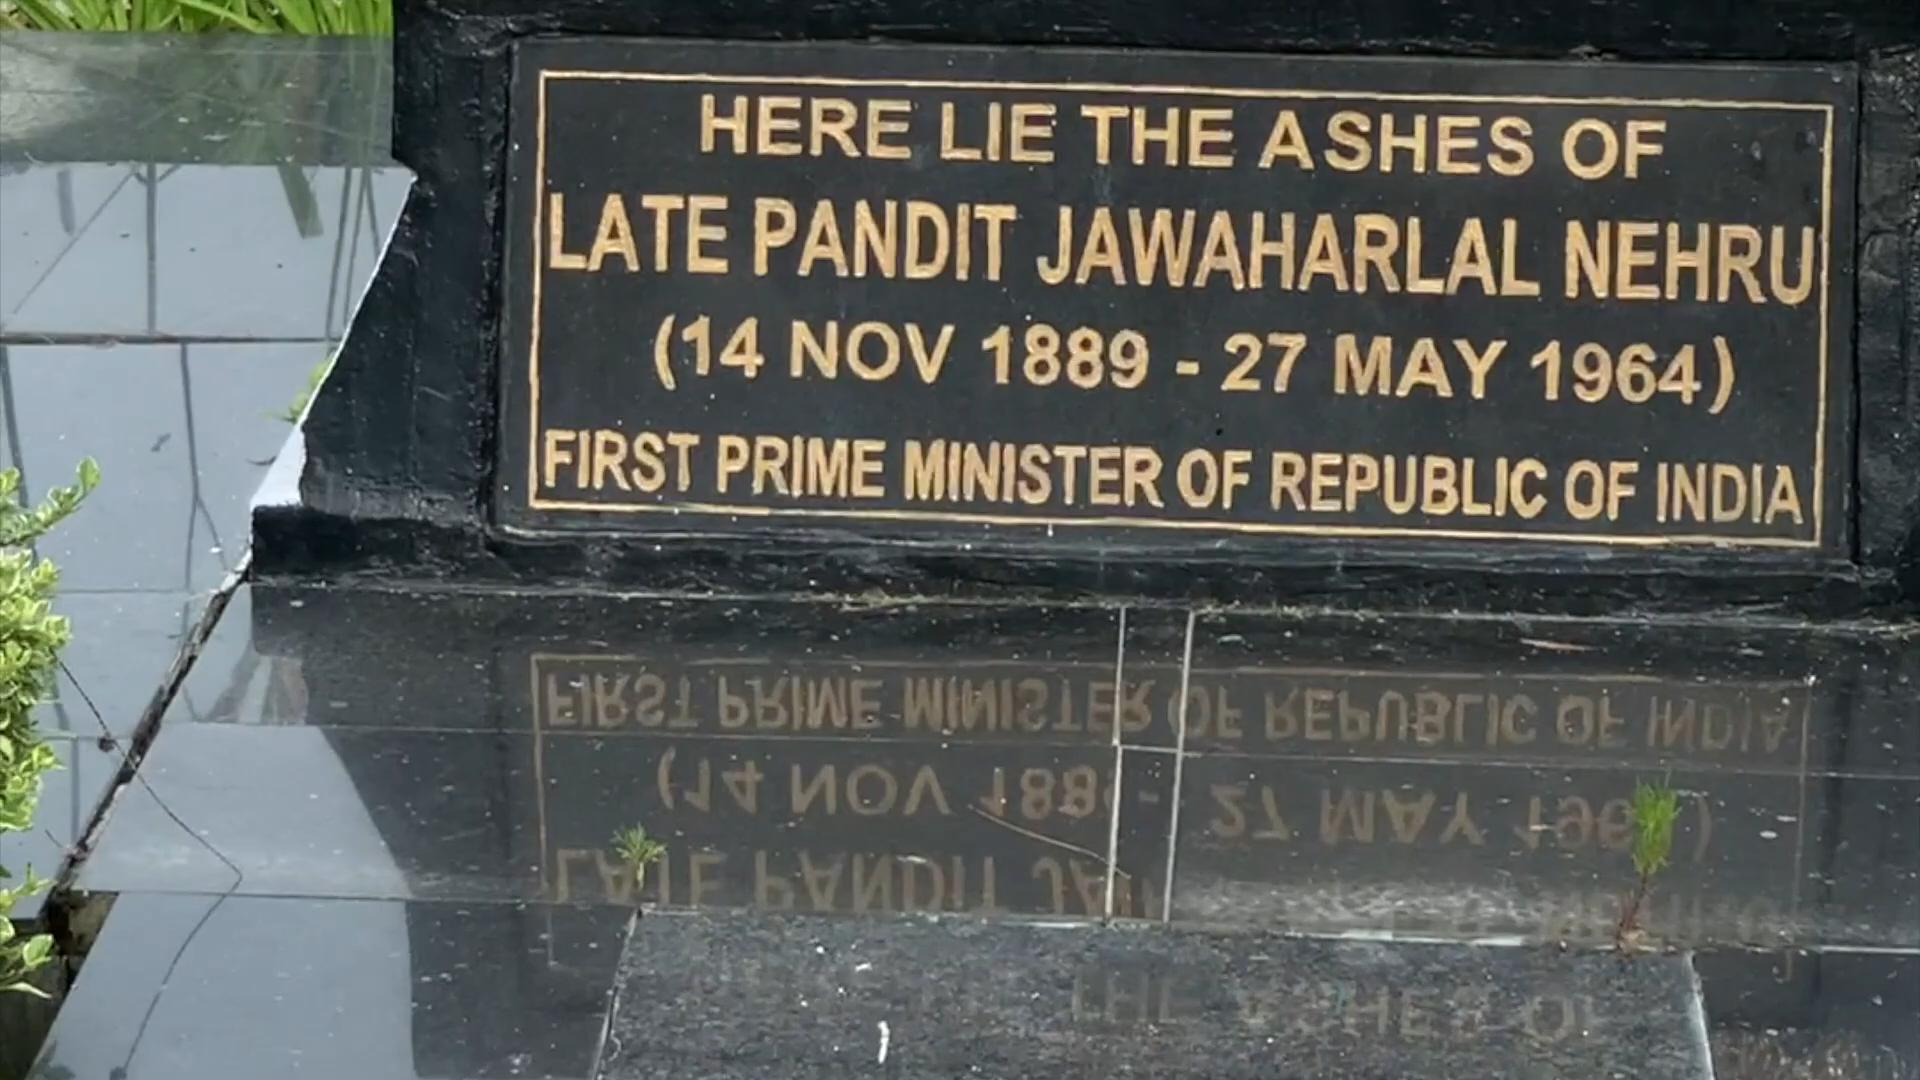 HERE LIE THE ASHES OF
LATE PANDIT JAWAHARLAL NEHRU
(14 NOV 1889 - 27 MAY 1964)
FIRST PRIME MINISTER OF REPUBLIC OF INDIA